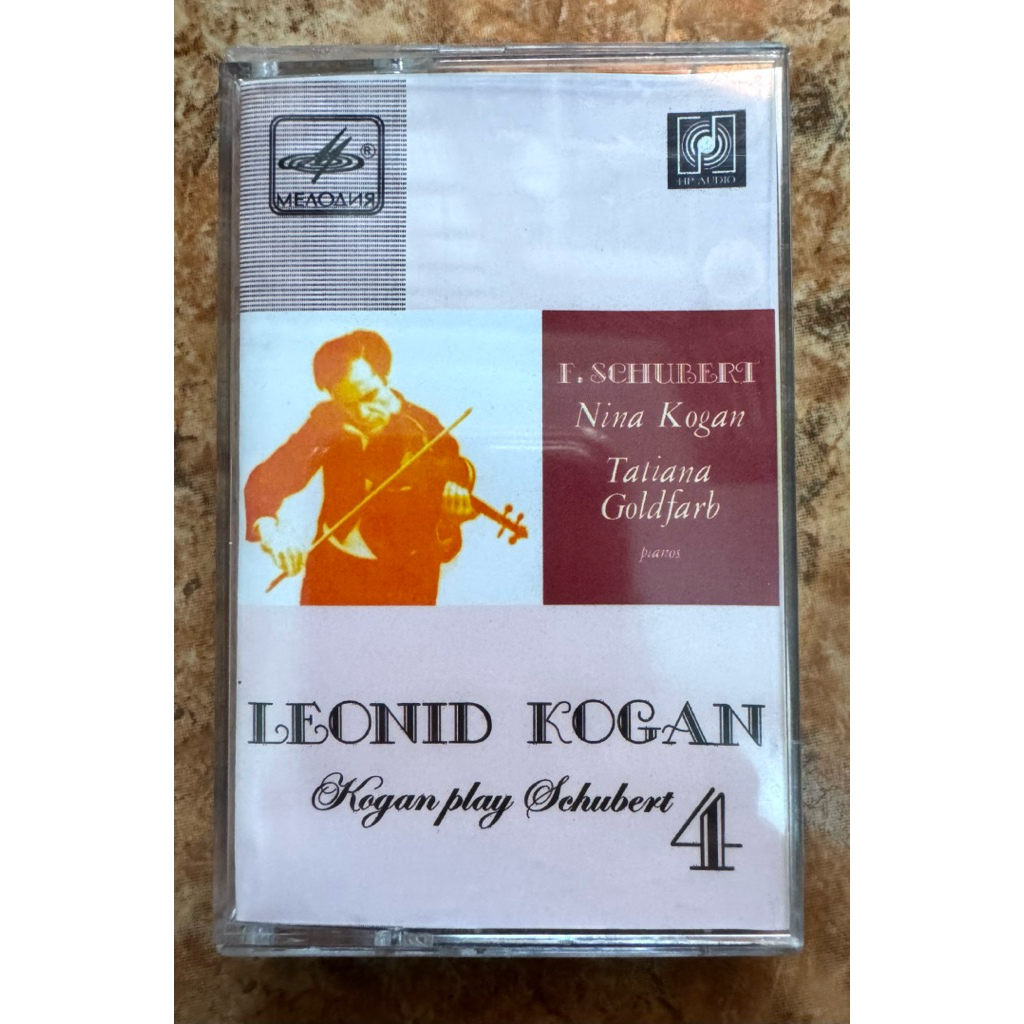 МЕЛОДИЯ ®
HP AUDIO
F. SCHUBERT
Nina Kogan
Tatiana
Goldfarb
pianos
LEONID KOGAN
Kogan play Schubert 4